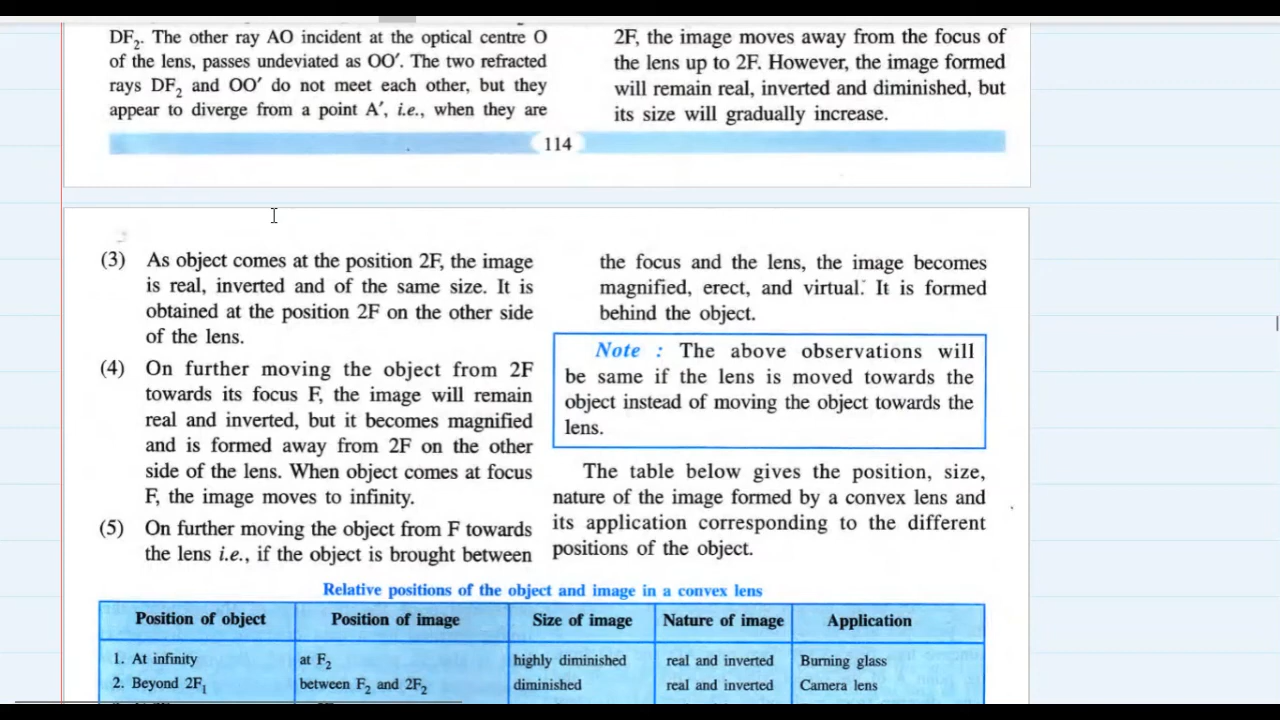 DF₂. The other ray AO incident at the optical centre O
of the lens, passes undeviated as OO′. The two refracted
rays DF₂ and OO′ do not meet each other, but they
appear to diverge from a point A′, i.e., when they are
2F, the image moves away from the focus of
the lens up to 2F. However, the image formed
will remain real, inverted and diminished, but
its size will gradually increase.
114
(3) As object comes at the position 2F, the image
is real, inverted and of the same size. It is
obtained at the position 2F on the other side
of the lens.
(4) On further moving the object from 2F
towards its focus F, the image will remain
real and inverted, but it becomes magnified
and is formed away from 2F on the other
side of the lens. When object comes at focus
F, the image moves to infinity.
(5) On further moving the object from F towards
the lens i.e., if the object is brought between
the focus and the lens, the image becomes
magnified, erect, and virtual. It is formed
behind the object.
Note : The above observations will
be same if the lens is moved towards the
object instead of moving the object towards the
lens.
The table below gives the position, size,
nature of the image formed by a convex lens and
its application corresponding to the different
positions of the object.
Relative positions of the object and image in a convex lens
Position of object Position of image Size of image Nature of image Application
1. At infinity at F₂ highly diminished real and inverted Burning glass
2. Beyond 2F₁ between F₂ and 2F₂ diminished real and inverted Camera lens